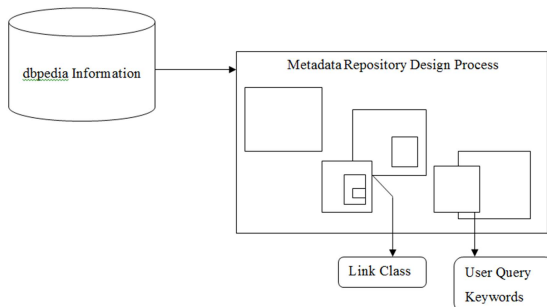 dbpedia Information
Metadata Repository Design Process
Link Class
User Query
Keywords